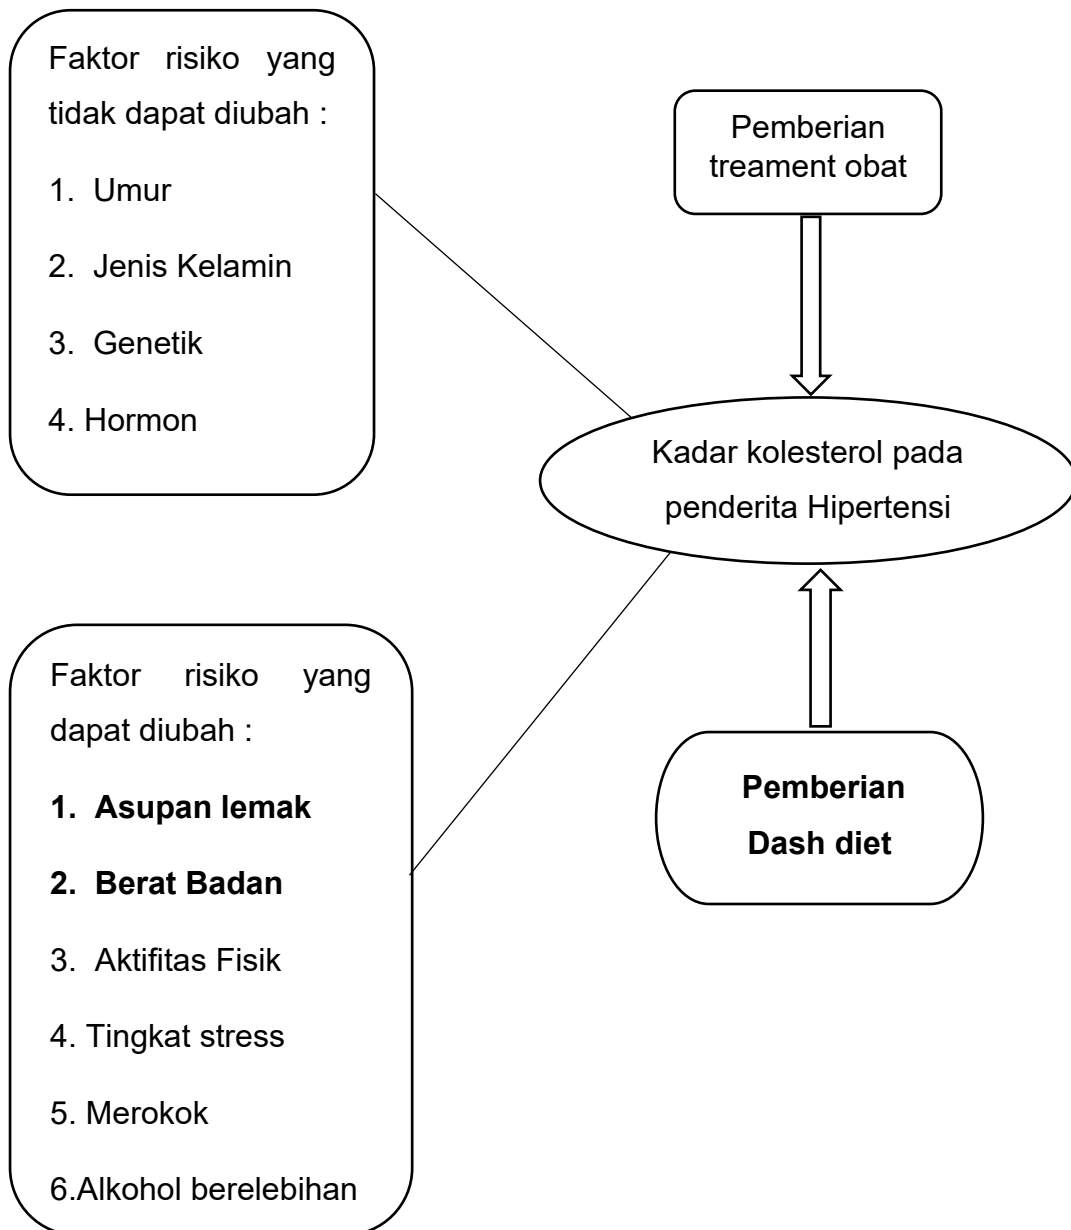 Faktor risiko yang
tidak dapat diubah :
1. Umur
2. Jenis Kelamin
3. Genetik
4. Hormon
Pemberian
treament obat
Kadar kolesterol pada
penderita Hipertensi
Faktor risiko yang
dapat diubah :
1. Asupan lemak
2. Berat Badan
3. Aktifitas Fisik
4. Tingkat stress
5. Merokok
6.Alkohol berelebihan
Pemberian
Dash diet